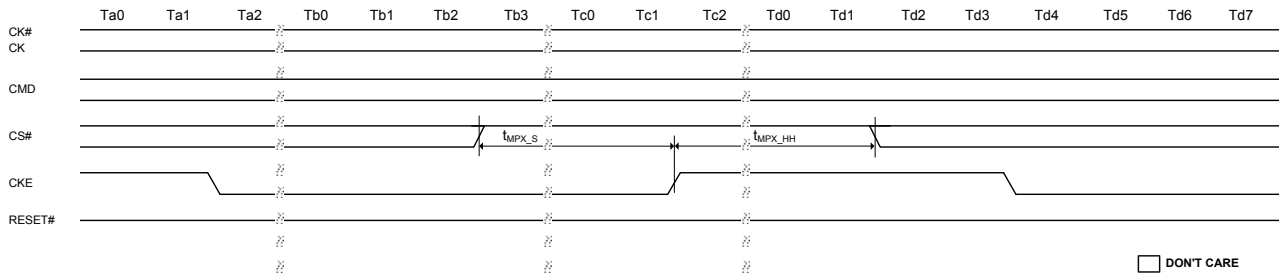 Ta0 Ta1 Ta2 Tb0 Tb1 Tb2 Tb3 Tc0 Tc1 Tc2 Td0 Td1 Td2 Td3 Td4 Td5 Td6 Td7
CK#
CK
CMD
CS# tMPX_S tMPX_HH
CKE
RESET#
DON'T CARE